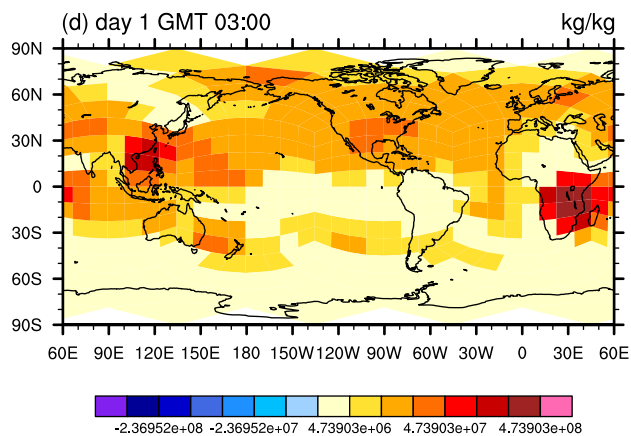 (d) day 1 GMT 03:00 kg/kg
90N
60N
30N
0
30S
60S
90S
60E 90E 120E 150E 180 150W 120W 90W 60W 30W 0 30E 60E
-2.36952e+08 -2.36952e+07 4.73903e+06 4.73903e+07 4.73903e+08